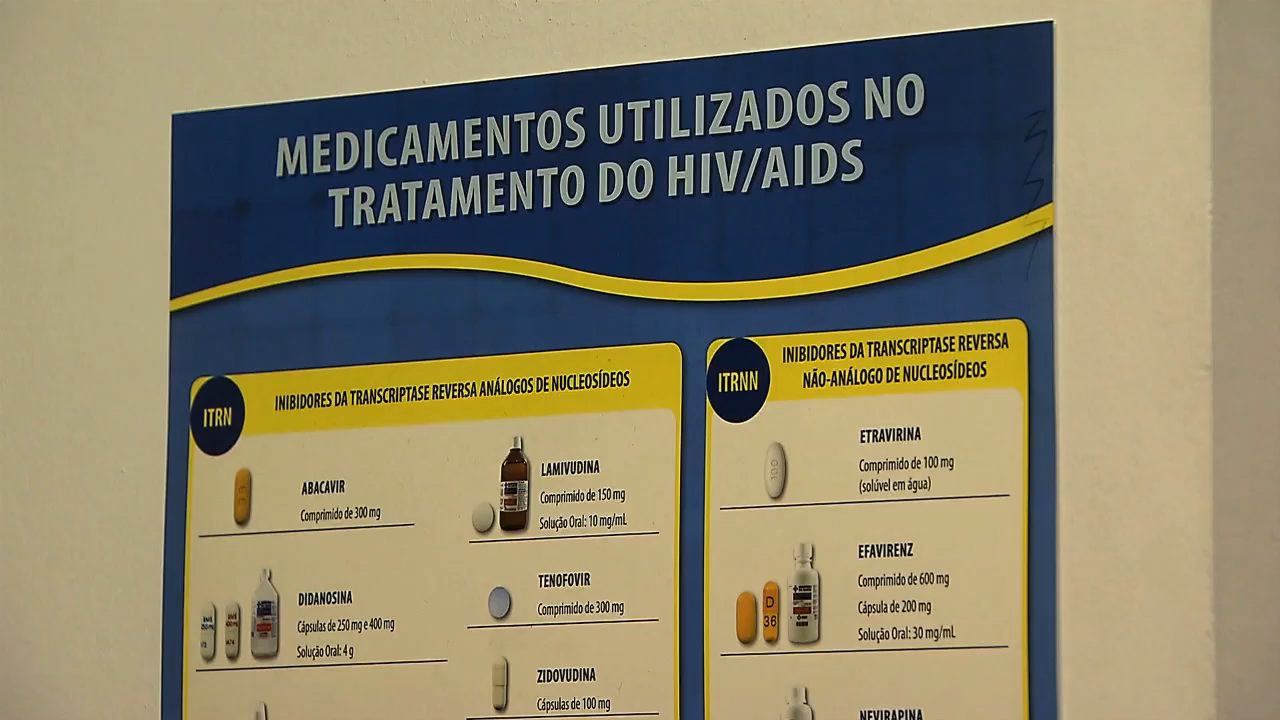 MEDICAMENTOS UTILIZADOS NO
TRATAMENTO DO HIV/AIDS
ITRN
INIBIDORES DA TRANSCRIPTASE REVERSA ANÁLOGOS DE NUCLEOSÍDEOS
ABACAVIR
Comprimido de 300 mg
DIDANOSINA
Cápsulas de 250 mg e 400 mg
Solução Oral: 4 g
LAMIVUDINA
Comprimido de 150 mg
Solução Oral: 10 mg/mL
TENOFOVIR
Comprimido de 300 mg
ZIDOVUDINA
Cápsulas de 100 mg
ITRNN
INIBIDORES DA TRANSCRIPTASE REVERSA
NÃO-ANÁLOGO DE NUCLEOSÍDEOS
100
ETRAVIRINA
Comprimido de 100 mg
(solúvel em água)
D
36
EFAVIRENZ
Comprimido de 600 mg
Cápsula de 200 mg
Solução Oral: 30 mg/mL
NEVIRAPINA